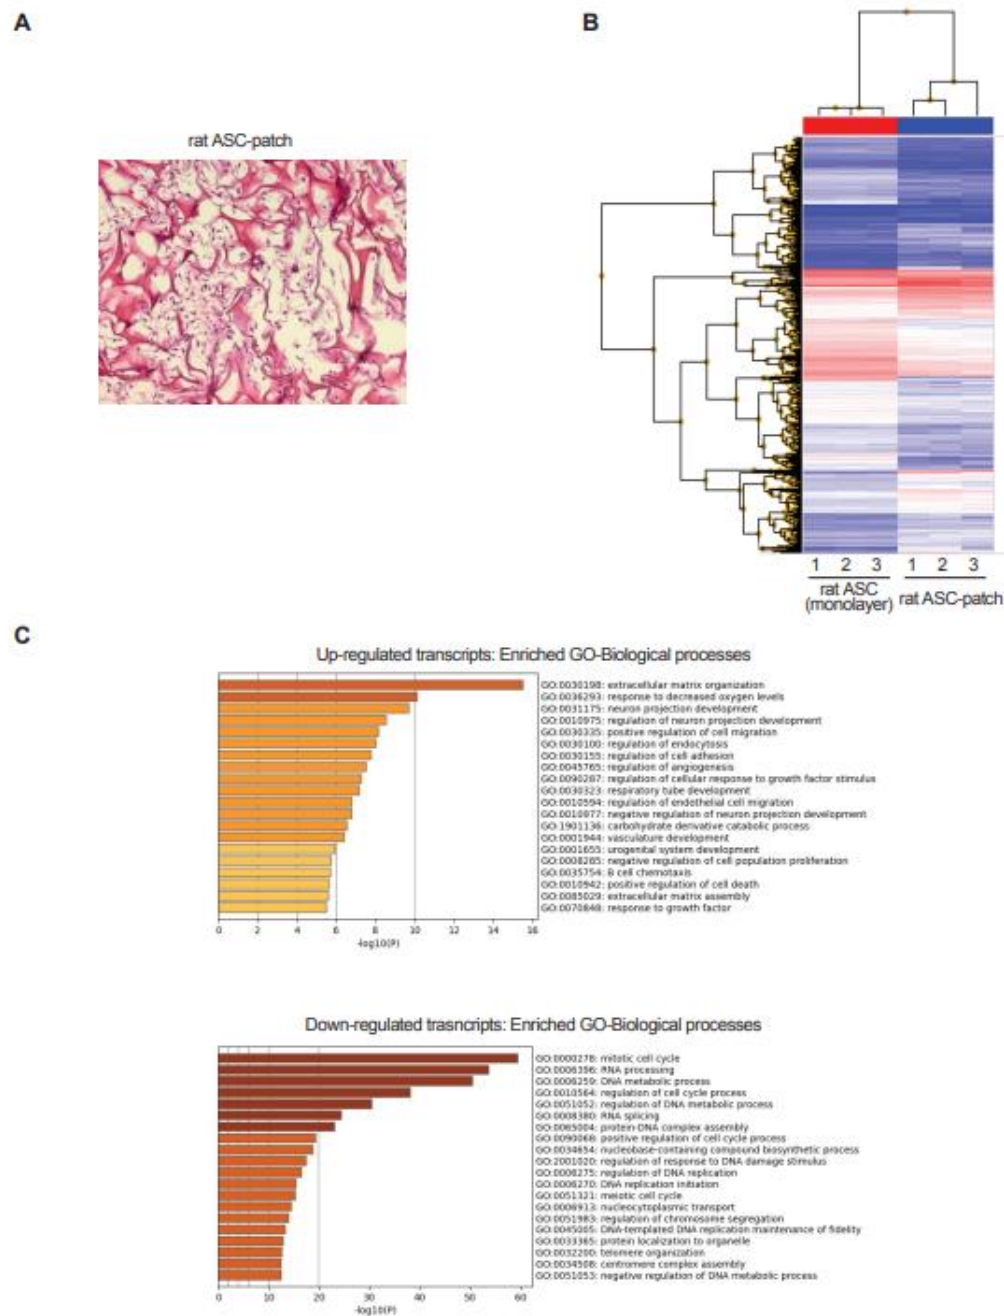 A
B
rat ASC-patch
1 2 3 1 2 3
rat ASC
(monolayer)
rat ASC-patch
C
Up-regulated transcripts: Enriched GO-Biological processes
GO:0030198: extracellular matrix organization
GO:0036293: response to decreased oxygen levels
GO:0031175: neuron projection development
GO:0010975: regulation of neuron projection development
GO:0030335: positive regulation of cell migration
GO:0030100: regulation of endocytosis
GO:0030155: regulation of cell adhesion
GO:0045765: regulation of angiogenesis
GO:0090287: regulation of cellular response to growth factor stimulus
GO:0030323: respiratory tube development
GO:0010594: regulation of endothelial cell migration
GO:0010977: negative regulation of neuron projection development
GO:1901136: carbohydrate derivative catabolic process
GO:0001944: vasculature development
GO:0001655: urogenital system development
GO:0008285: negative regulation of cell population proliferation
GO:0035754: B cell chemotaxis
GO:0010942: positive regulation of cell death
GO:0085029: extracellular matrix assembly
GO:0070848: response to growth factor
0 2 4 6 8 10 12 14 16
-log10(P)
Down-regulated trasncripts: Enriched GO-Biological processes
GO:0000278: mitotic cell cycle
GO:0006396: RNA processing
GO:0006259: DNA metabolic process
GO:0010564: regulation of cell cycle process
GO:0051052: regulation of DNA metabolic process
GO:0008380: RNA splicing
GO:0065004: protein-DNA complex assembly
GO:0090068: positive regulation of cell cycle process
GO:0034654: nucleobase-containing compound biosynthetic process
GO:2001020: regulation of response to DNA damage stimulus
GO:0006275: regulation of DNA replication
GO:0006270: DNA replication initiation
GO:0051321: meiotic cell cycle
GO:0006913: nucleocytoplasmic transport
GO:0051983: regulation of chromosome segregation
GO:0045005: DNA-templated DNA replication maintenance of fidelity
GO:0033365: protein localization to organelle
GO:0032200: telomere organization
GO:0034508: centromere complex assembly
GO:0051053: negative regulation of DNA metabolic process
0 10 20 30 40 50 60
-log10(P)